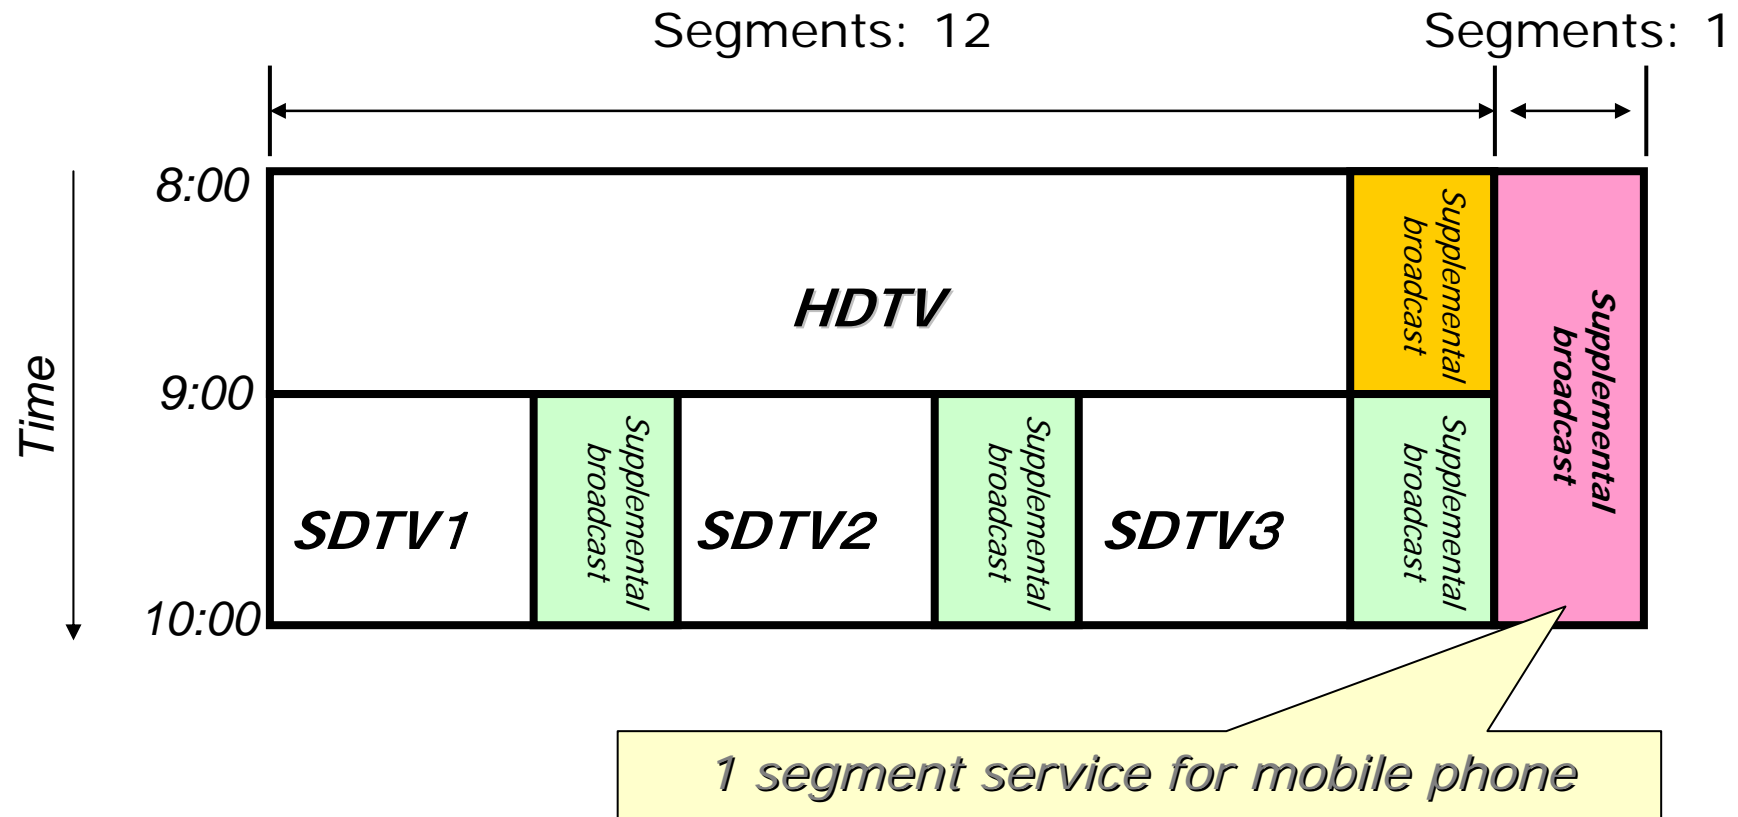 Segments: 12
Segments: 1
Time
8:00
9:00
10:00
HDTV
Supplemental
broadcast
Supplemental
broadcast
SDTV1
Supplemental
broadcast
SDTV2
Supplemental
broadcast
SDTV3
Supplemental
broadcast
1 segment service for mobile phone